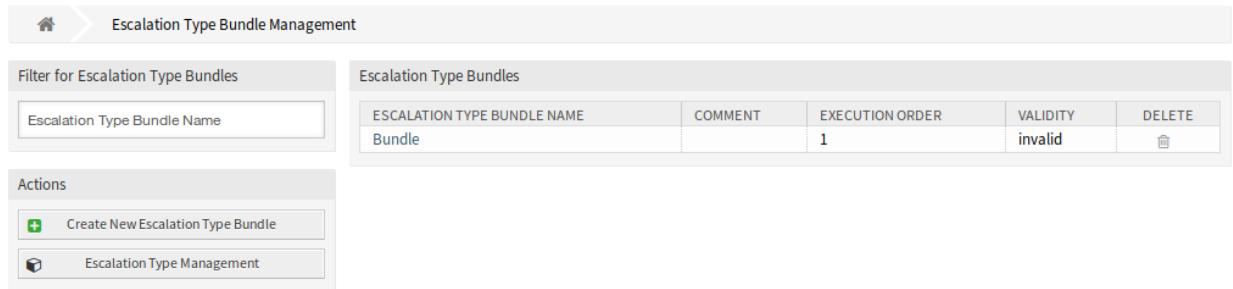 Escalation Type Bundle Management
Filter for Escalation Type Bundles
Escalation Type Bundle Name
Actions
Create New Escalation Type Bundle
Escalation Type Management
Escalation Type Bundles
ESCALATION TYPE BUNDLE NAME COMMENT EXECUTION ORDER VALIDITY DELETE
Bundle 1 invalid